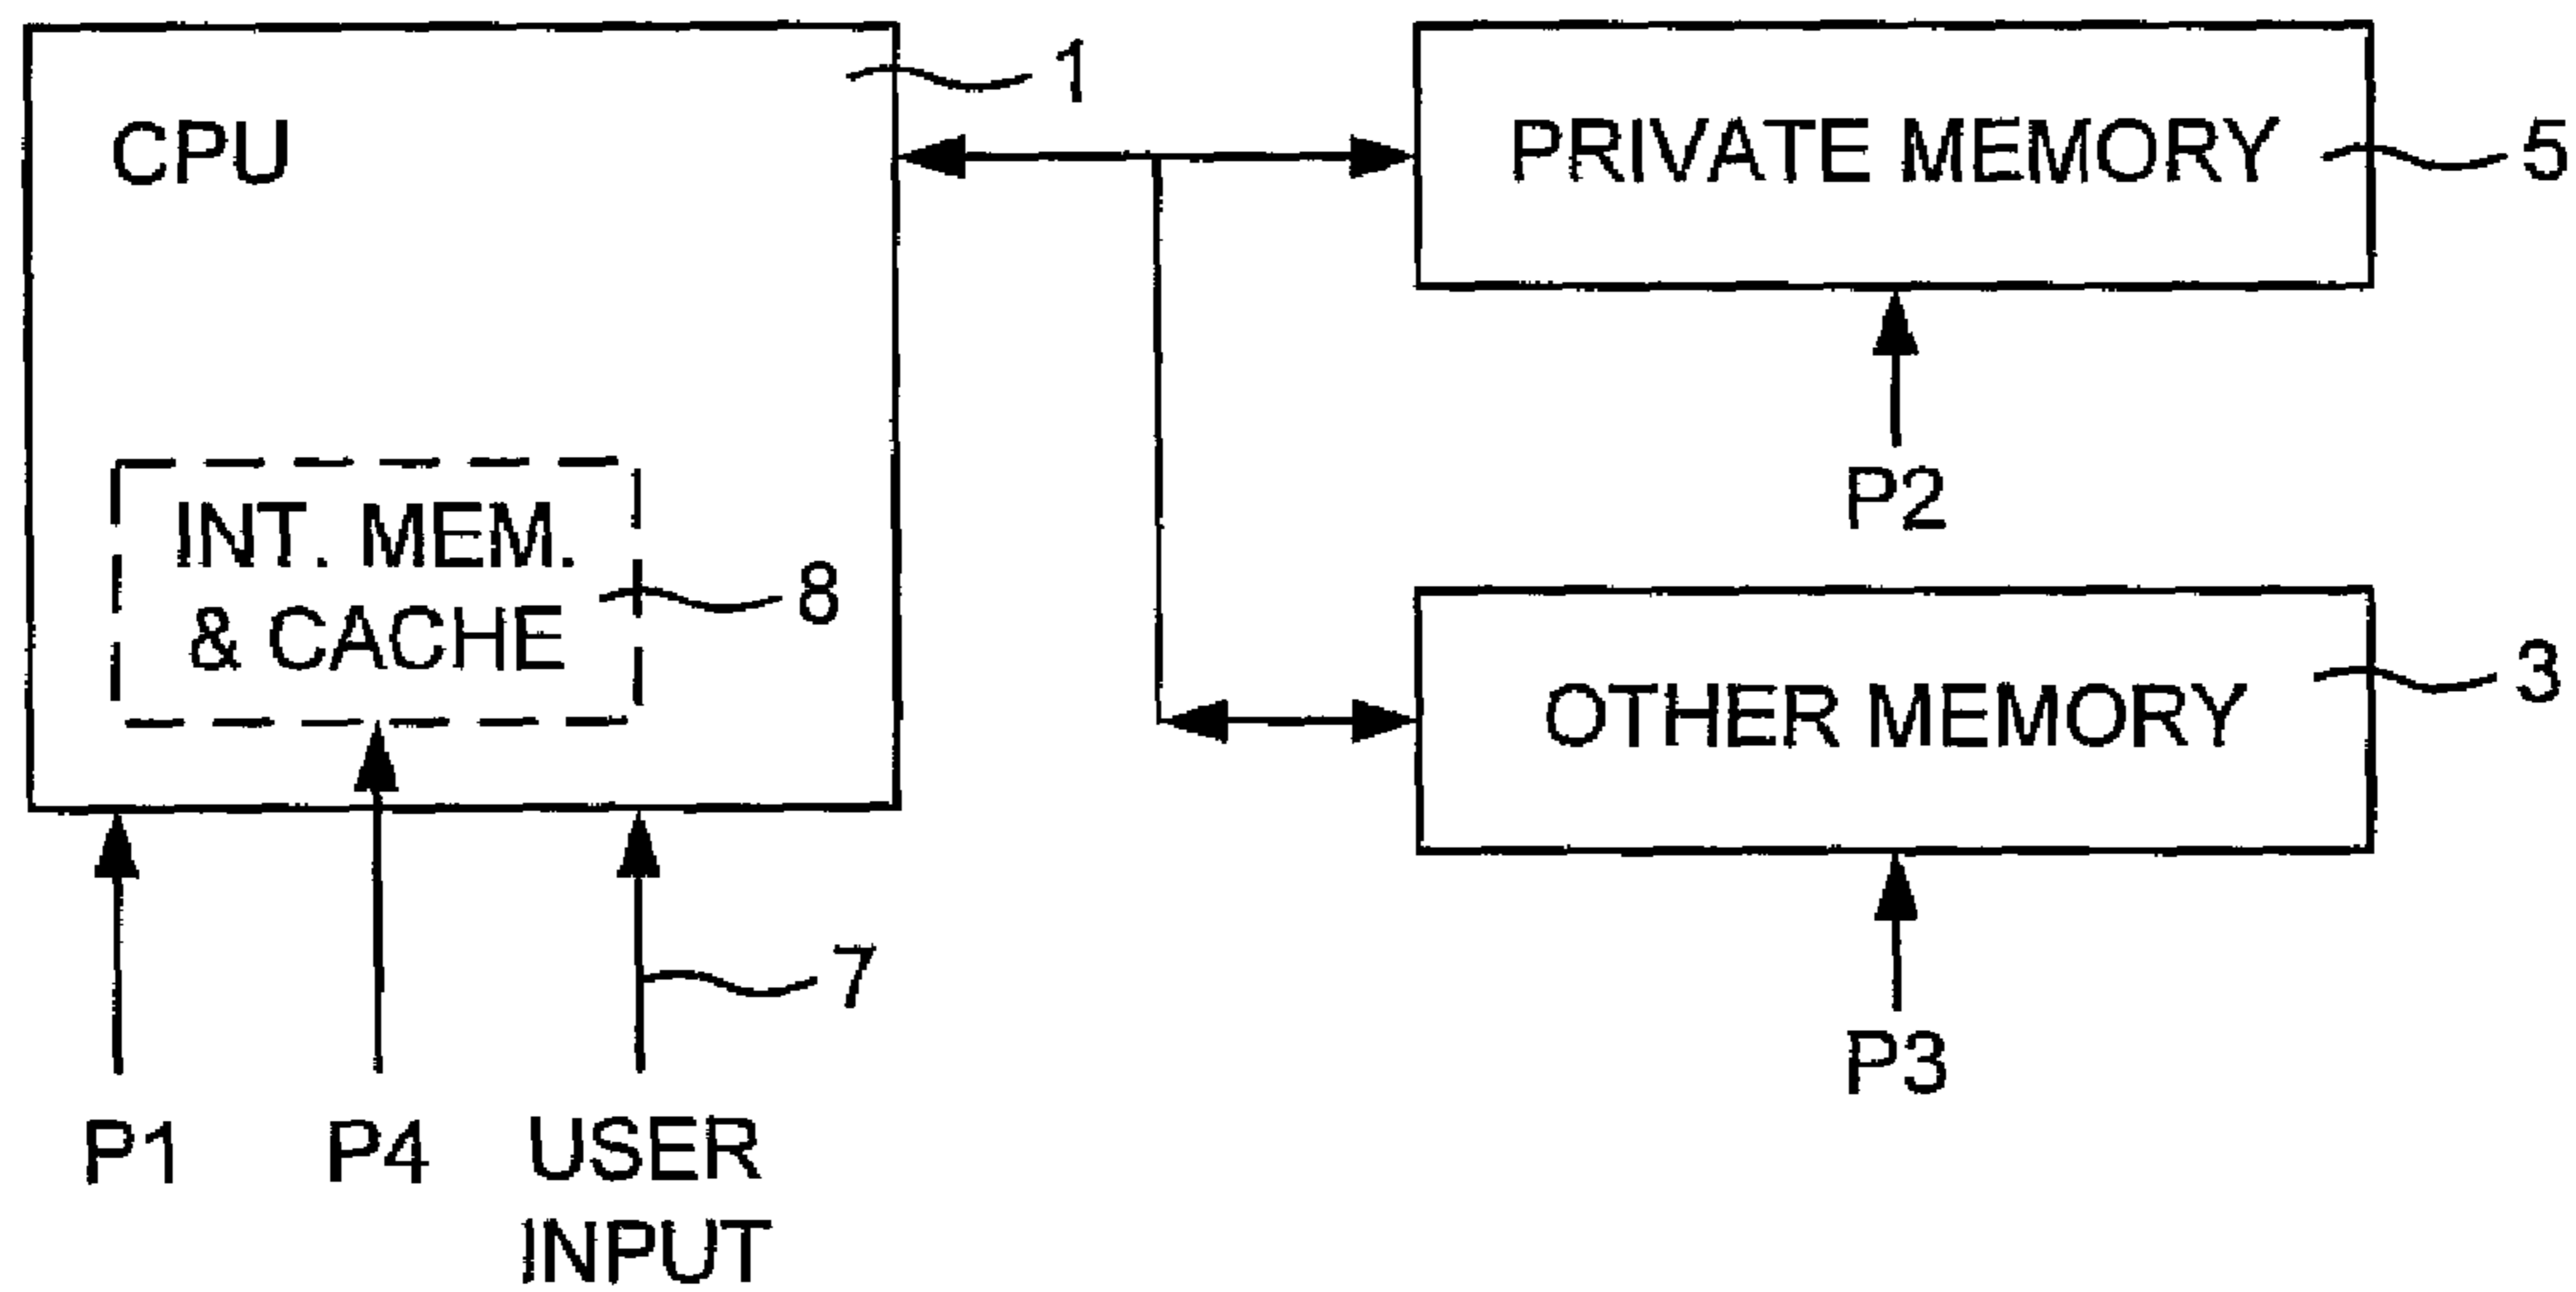 1
CPU
PRIVATE MEMORY
5
P2
INT. MEM.
& CACHE
8
OTHER MEMORY
3
7
P3
P1
P4
USER
INPUT